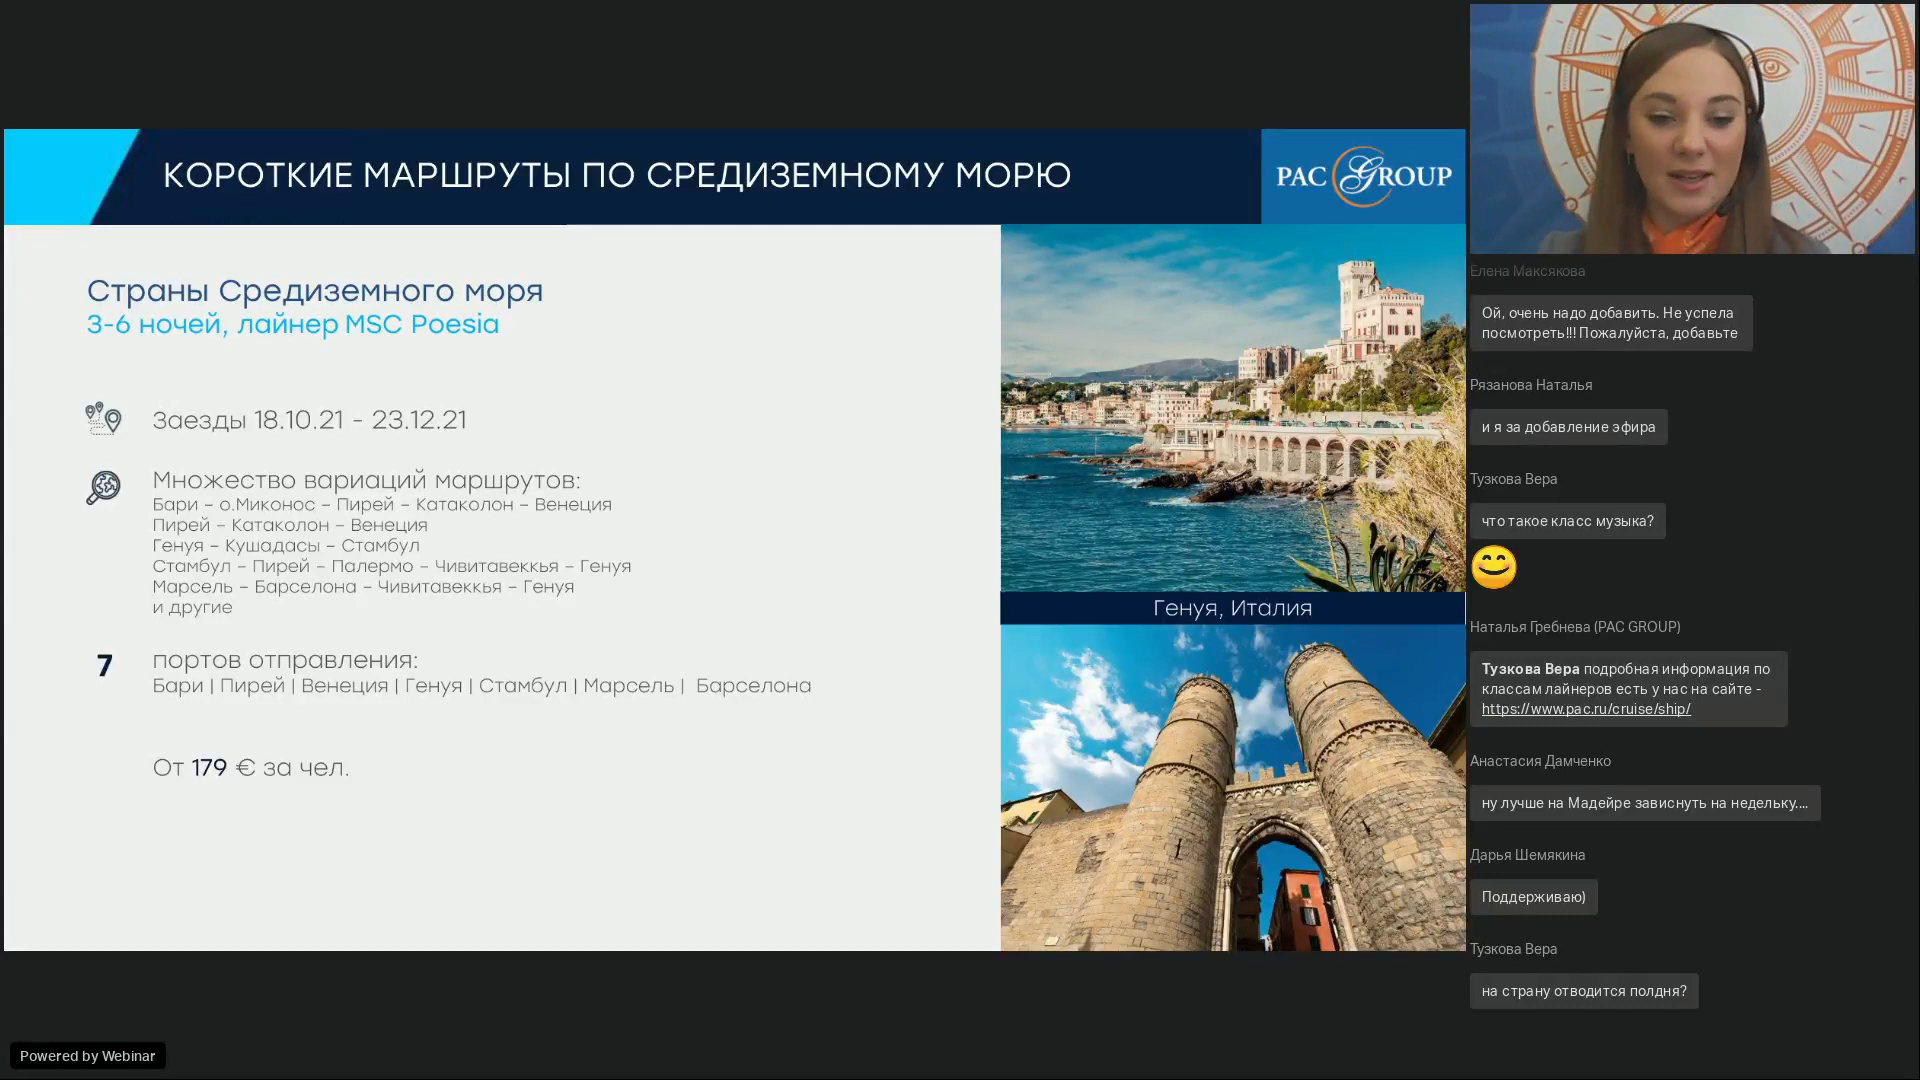 КОРОТКИЕ МАРШРУТЫ ПО СРЕДИЗЕМНОМУ МОРЮ
PAC GROUP
Страны Средиземного моря
3-6 ночей, лайнер MSC Poesia
Заезды 18.10.21 - 23.12.21
Множество вариаций маршрутов:
Бари – о.Миконос – Пирей – Катаколон – Венеция
Пирей – Катаколон – Венеция
Генуя – Кушадасы – Стамбул
Стамбул – Пирей – Палермо – Чивитавеккья – Генуя
Марсель – Барселона – Чивитавеккья – Генуя
и другие
7 портов отправления:
Бари | Пирей | Венеция | Генуя | Стамбул | Марсель | Барселона
От 179 € за чел.
Генуя, Италия
Елена Максякова
Ой, очень надо добавить. Не успела
посмотреть!!! Пожалуйста, добавьте
Рязанова Наталья
и я за добавление эфира
Тузкова Вера
что такое класс музыка?
Наталья Гребнева (PAC GROUP)
Тузкова Вера подробная информация по
классам лайнеров есть у нас на сайте -
https://www.pac.ru/cruise/ship/
Анастасия Дамченко
ну лучше на Мадейре зависнуть на недельку....
Дарья Шемякина
Поддерживаю)
Тузкова Вера
на страну отводится полдня?
Powered by Webinar